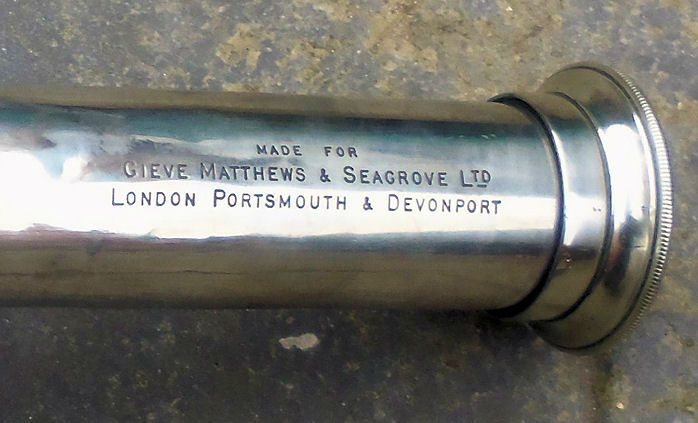 MADE FOR
GIEVE MATTHEWS & SEAGROVE LTD
LONDON PORTSMOUTH & DEVONPORT